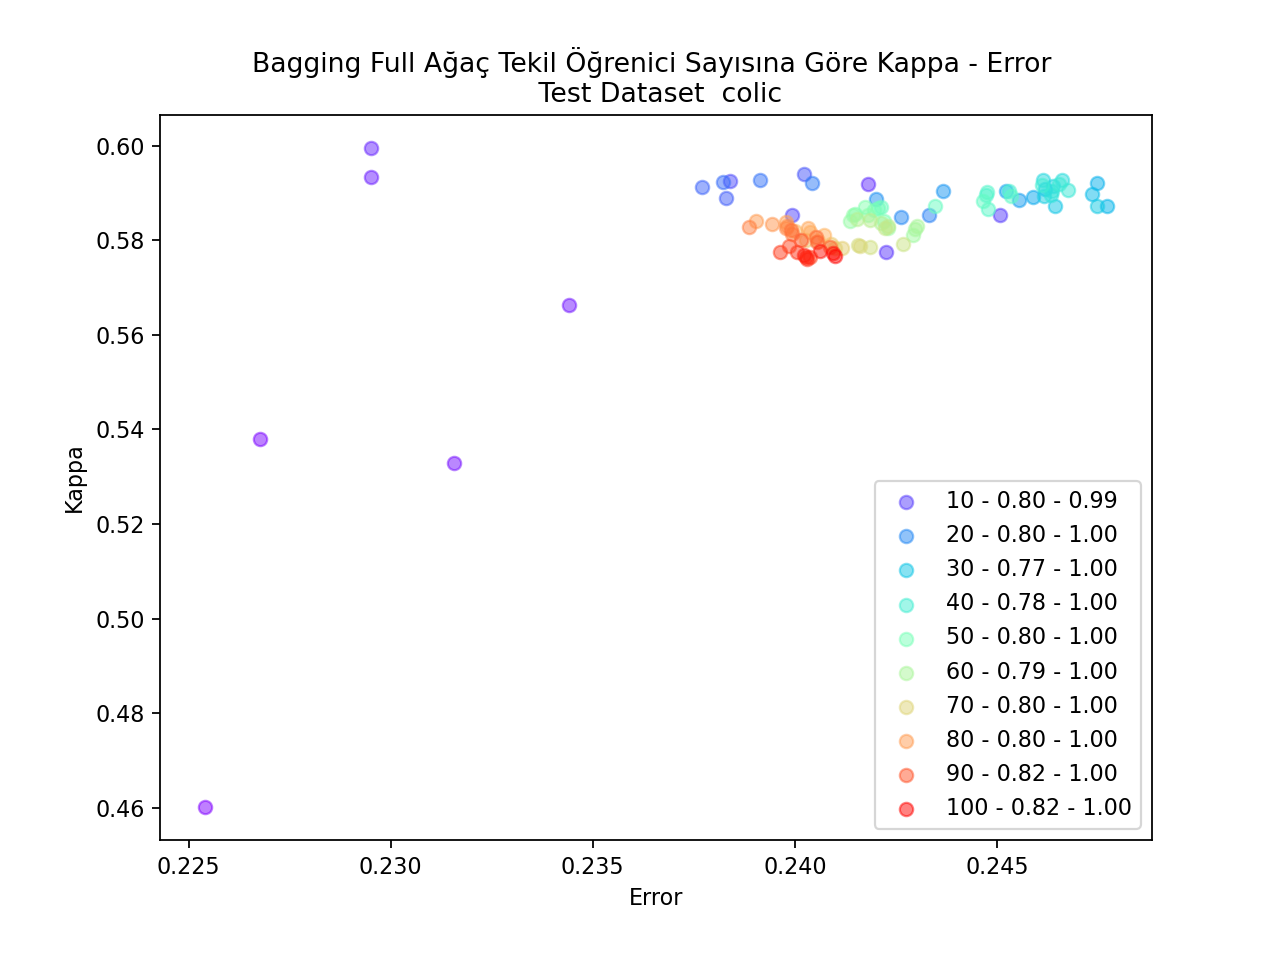 Bagging Full Ağaç Tekil Öğrenici Sayısına Göre Kappa - Error
Test Dataset  colic
Kappa
0.60
0.58
0.56
0.54
0.52
0.50
0.48
0.46
10 - 0.80 - 0.99
20 - 0.80 - 1.00
30 - 0.77 - 1.00
40 - 0.78 - 1.00
50 - 0.80 - 1.00
60 - 0.79 - 1.00
70 - 0.80 - 1.00
80 - 0.80 - 1.00
90 - 0.82 - 1.00
100 - 0.82 - 1.00
0.225 0.230 0.235 0.240 0.245
Error